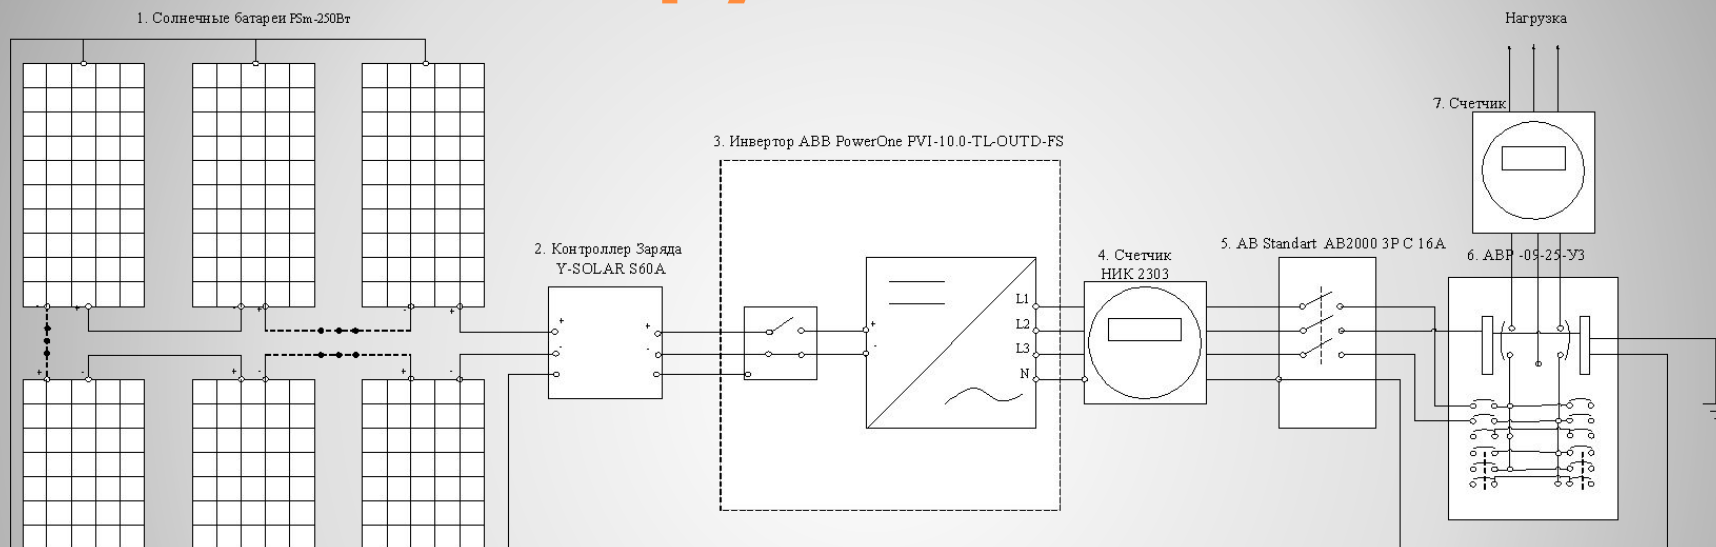 1. Солнечные батареи PSm-250Вт
Нагрузка
7. Счетчик
3. Инвертор ABB PowerOne PVI-10.0-TL-OUTD-FS
2. Контроллер Заряда
Y-SOLAR S60A
4. Счетчик
НИК 2303
5. АВ Standart АВ2000 3Р С 16А
6. АВР -09-25-УЗ
L1
L2
L3
N